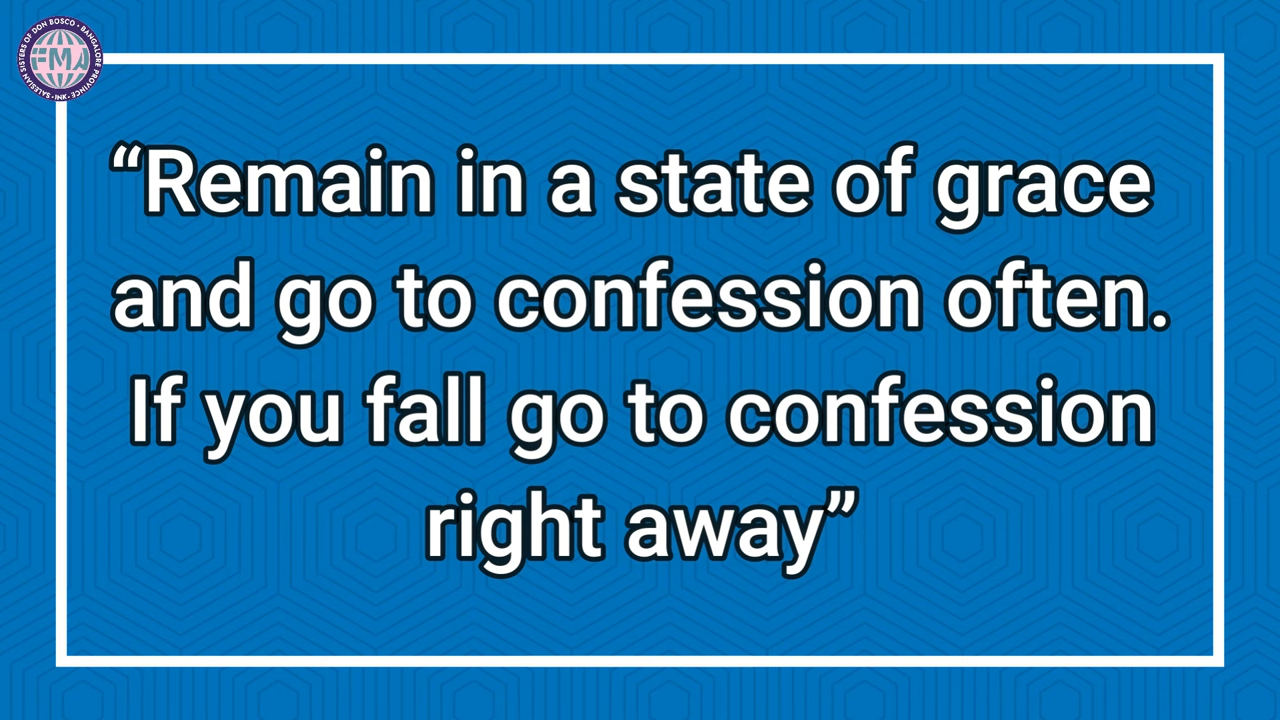 SALESIAN SISTERS OF DON BOSCO • BANGALORE PROVINCE • INK •
FMA
“Remain in a state of grace
and go to confession often.
If you fall go to confession
right away”